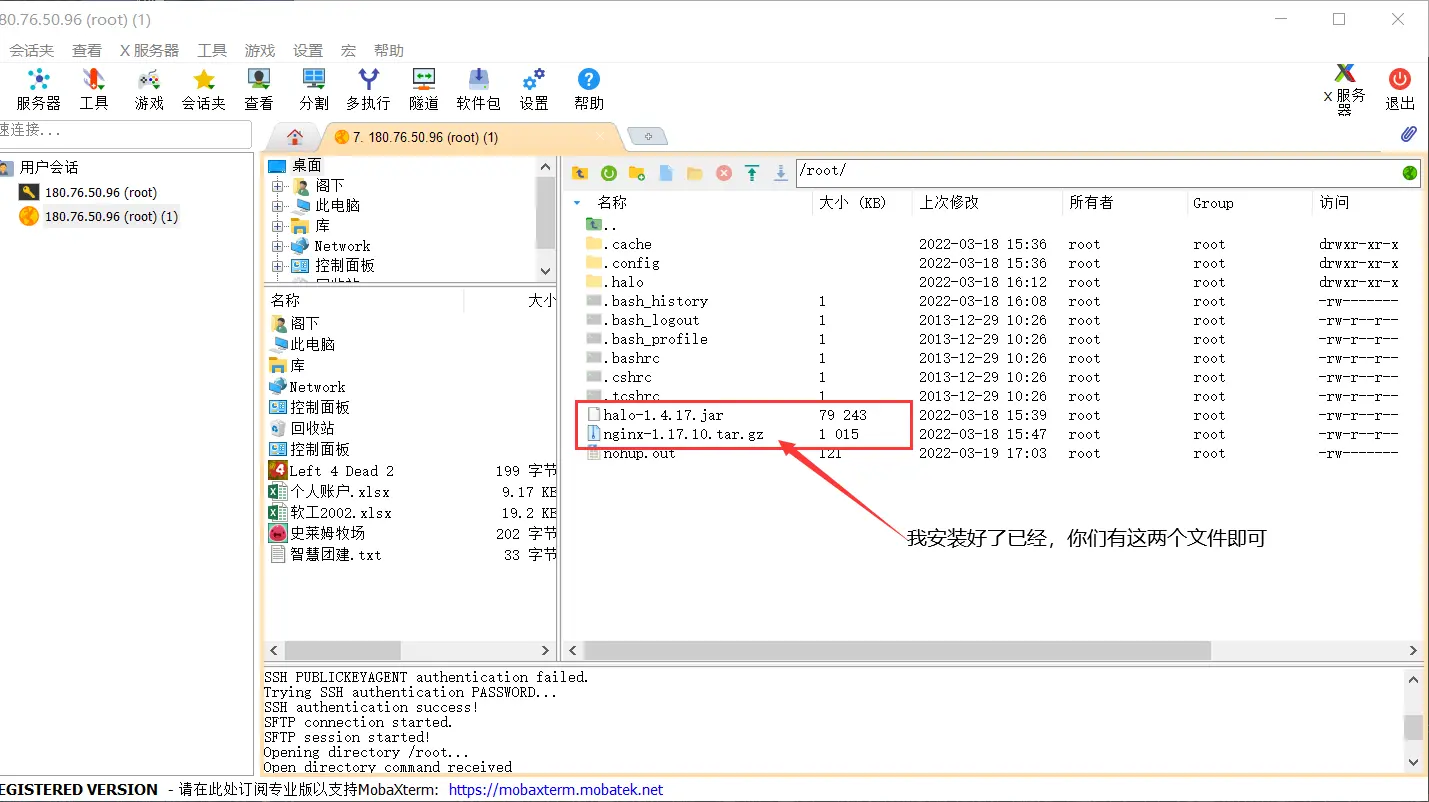 80.76.50.96 (root) (1)
会话夹 查看 X 服务器 工具 游戏 设置 宏 帮助
服务器 工具 游戏 会话夹 查看 分割 多执行 隧道 软件包 设置 帮助 X 服务器 退出
速连接...
7. 180.76.50.96 (root) (1)
用户会话
180.76.50.96 (root)
180.76.50.96 (root) (1)
桌面
阁下
此电脑
库
Network
控制面板
回收站
名称 大小
阁下
此电脑
库
Network
控制面板
回收站
控制面板
Left 4 Dead 2 199 字节
个人账户.xlsx 9.17 KB
软工2002.xlsx 19.2 KB
史莱姆牧场 202 字节
智慧团建.txt 33 字节
/root/
名称 大小 (KB) 上次修改 所有者 Group 访问
..
.cache 2022-03-18 15:36 root root drwxr-xr-x
.config 2022-03-18 15:36 root root drwxr-xr-x
.halo 2022-03-18 16:12 root root drwxr-xr-x
.bash_history 1 2022-03-18 16:08 root root -rw-------
.bash_logout 1 2013-12-29 10:26 root root -rw-r--r--
.bash_profile 1 2013-12-29 10:26 root root -rw-r--r--
.bashrc 1 2013-12-29 10:26 root root -rw-r--r--
.cshrc 1 2013-12-29 10:26 root root -rw-r--r--
.tcshrc 1 2013-12-29 10:26 root root -rw-r--r--
halo-1.4.17.jar 79 243 2022-03-18 15:39 root root -rw-r--r--
nginx-1.17.10.tar.gz 1 015 2022-03-18 15:47 root root -rw-r--r--
nohup.out 121 2022-03-19 17:03 root root -rw-------
我安装好了已经，你们有这两个文件即可
SSH PUBLICKEYAGENT authentication failed.
Trying SSH authentication PASSWORD...
SSH authentication success!
SFTP connection started.
SFTP session started!
Opening directory /root...
Open directory command received
EGISTERED VERSION - 请在此处订阅专业版以支持MobaXterm: https://mobaxterm.mobatek.net